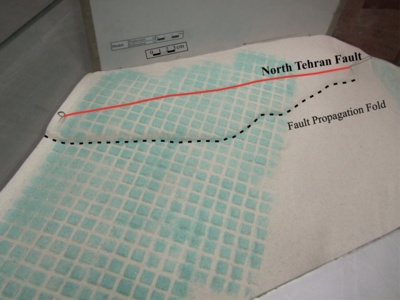 North Tehran Fault
Fault Propagation Fold